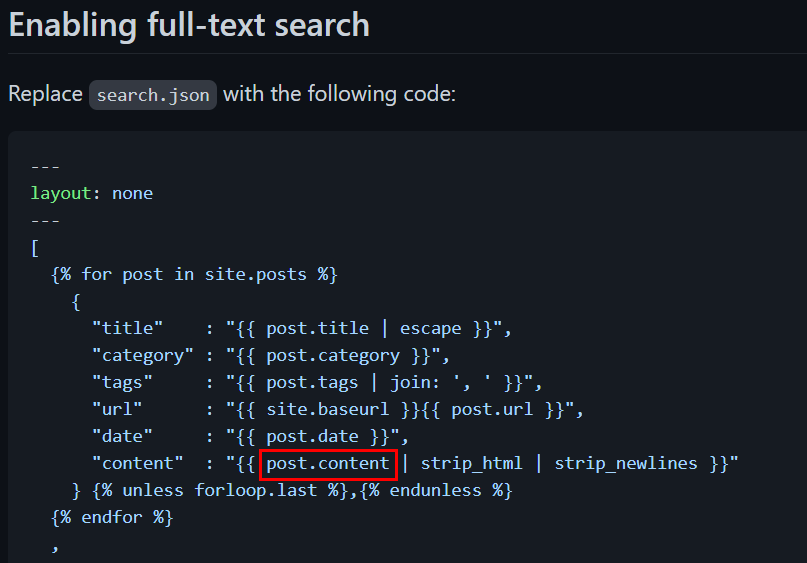 Enabling full-text search
Replace search.json with the following code:
---
layout: none
---
[
  {% for post in site.posts %}
    {
      "title"    : "{{ post.title | escape }}",
      "category" : "{{ post.category }}",
      "tags"     : "{{ post.tags | join: ', ' }}",
      "url"      : "{{ site.baseurl }}{{ post.url }}",
      "date"     : "{{ post.date }}",
      "content"  : "{{ post.content | strip_html | strip_newlines }}"
    } {% unless forloop.last %},{% endunless %}
  {% endfor %}
  ,